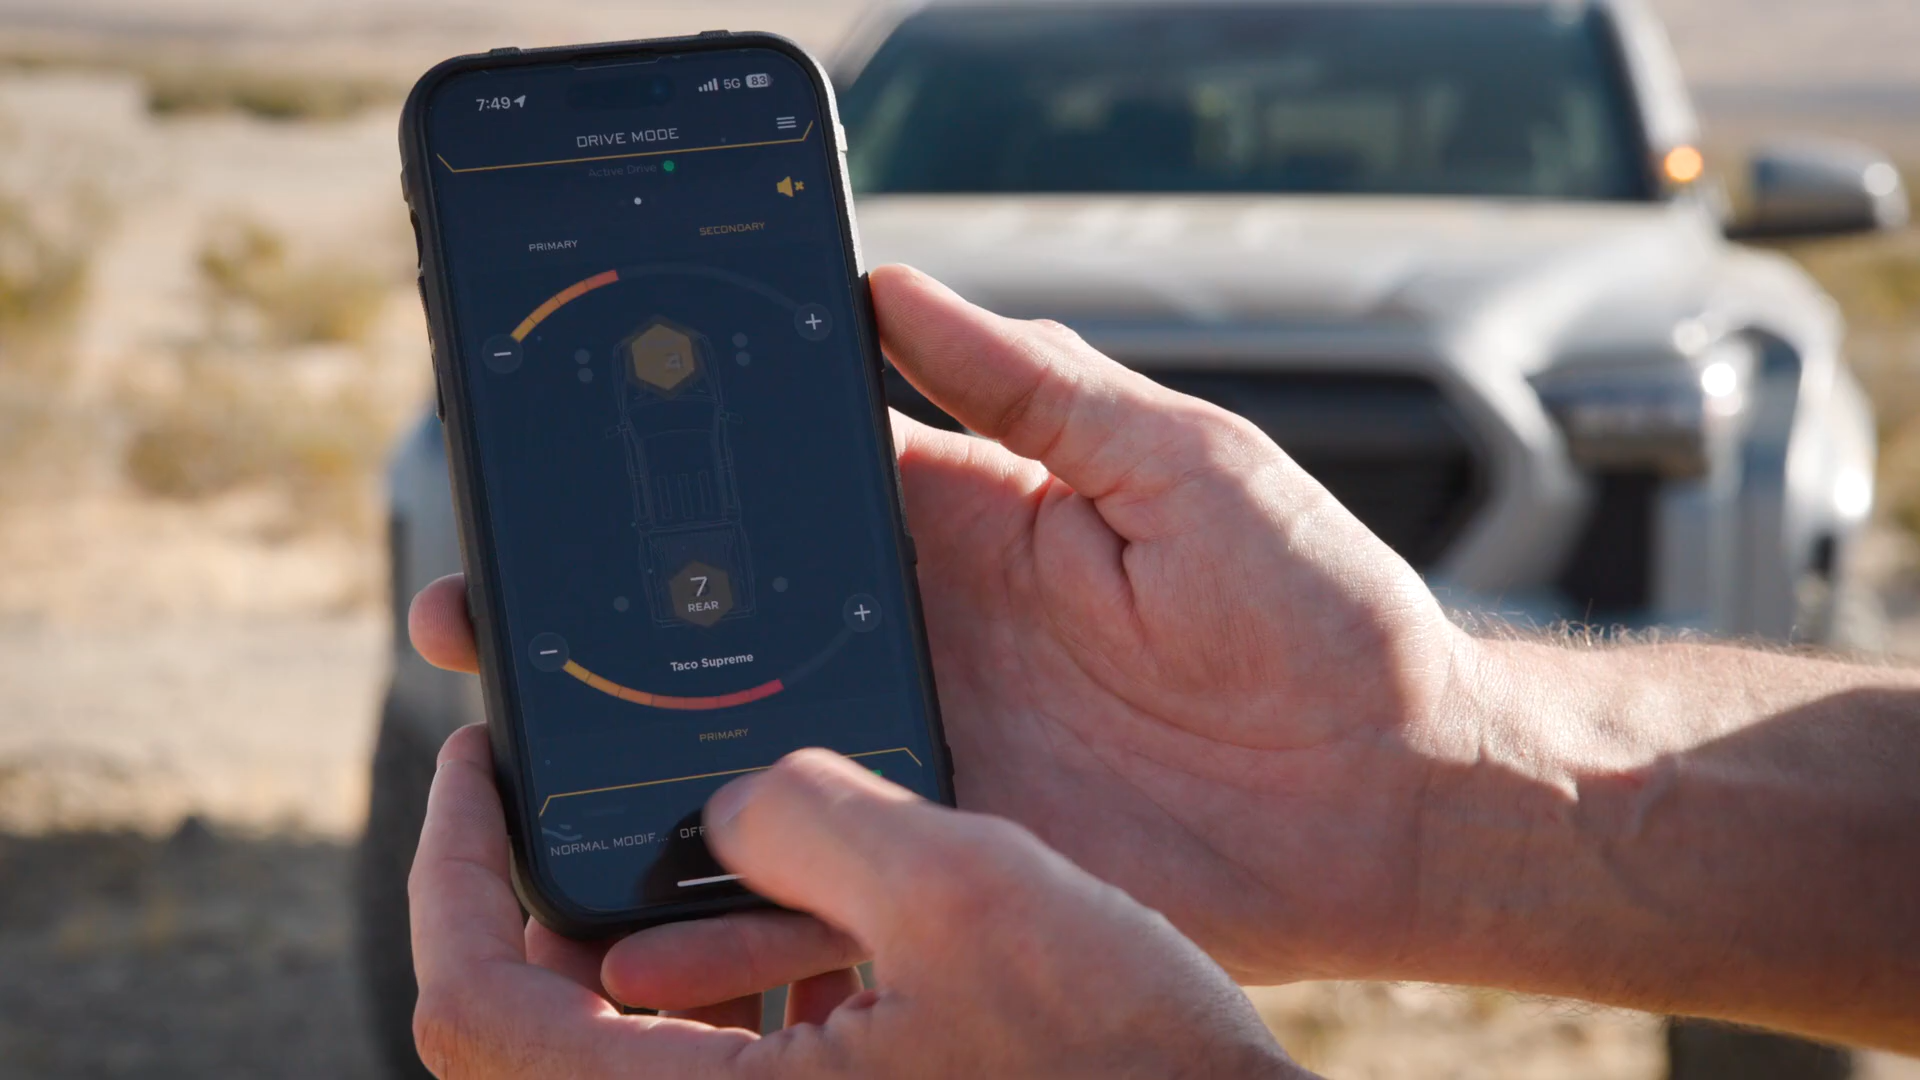 7:49 5G 83
DRIVE MODE
Active Drive
PRIMARY SECONDARY
7
REAR
Taco Supreme
PRIMARY
NORMAL MODIF...